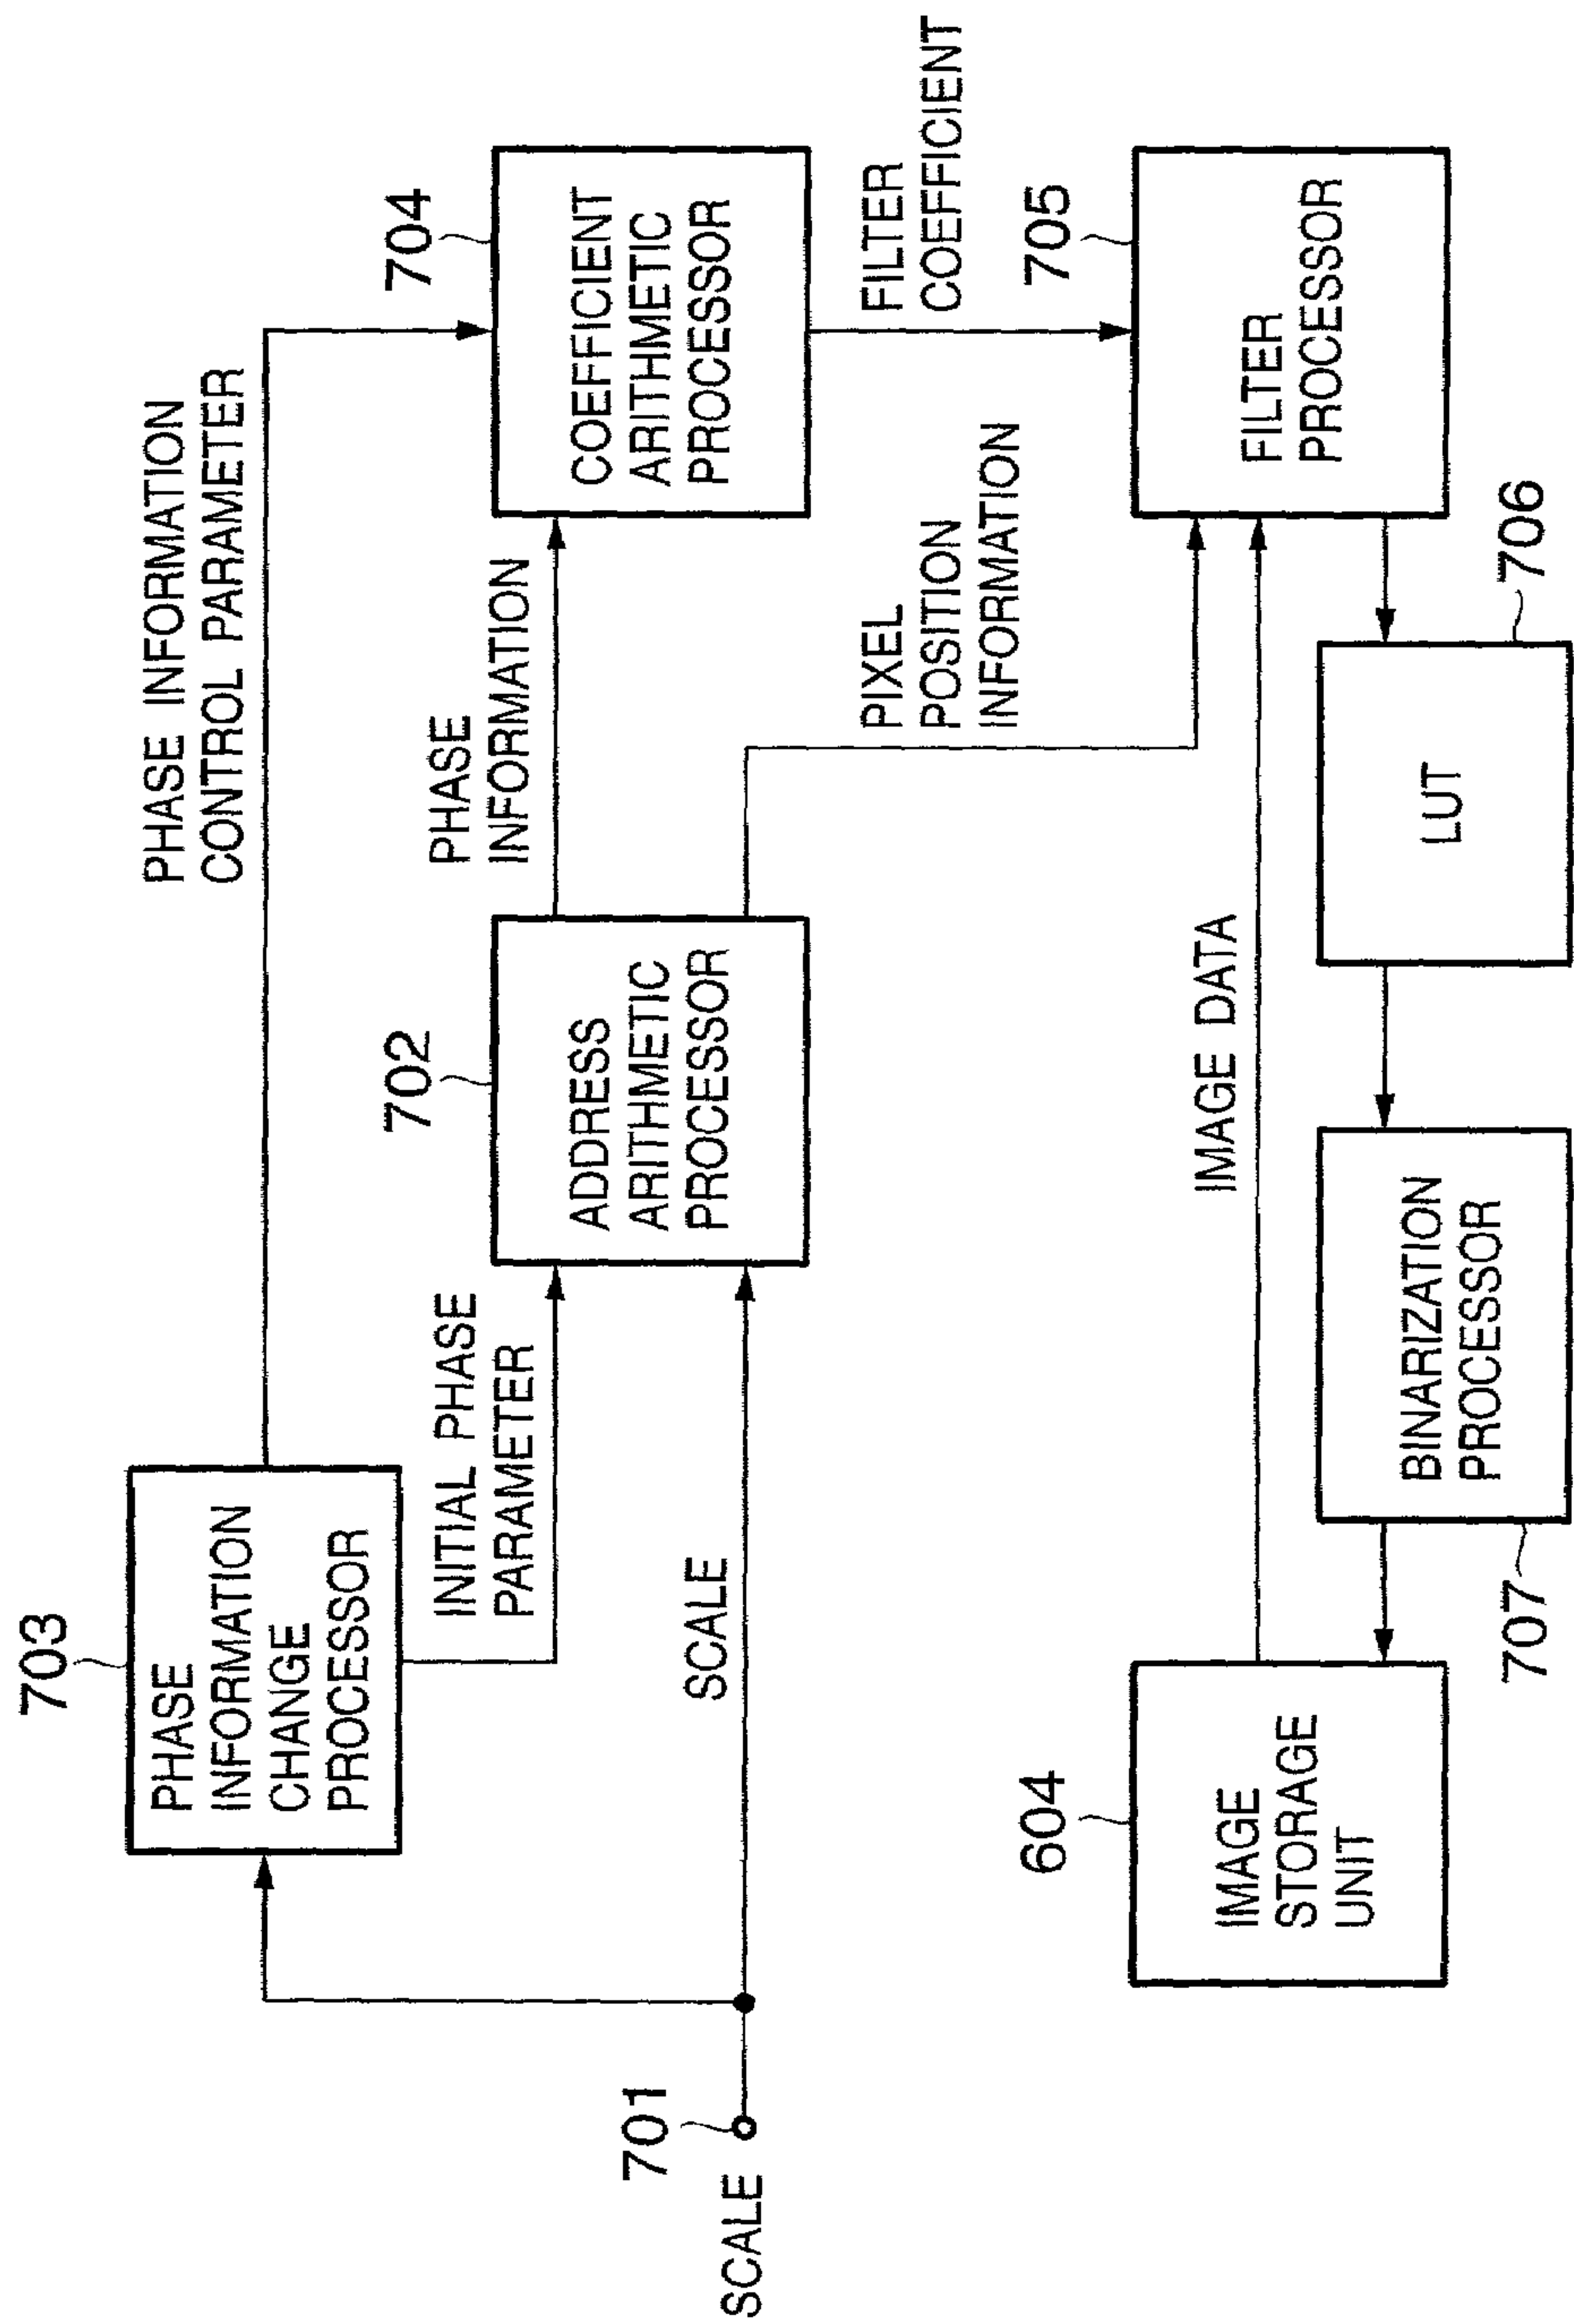 703
PHASE
INFORMATION
CHANGE
PROCESSOR
PHASE INFORMATION
CONTROL PARAMETER
INITIAL PHASE
PARAMETER
702
ADDRESS
ARITHMETIC
PROCESSOR
PHASE
INFORMATION
704
COEFFICIENT
ARITHMETIC
PROCESSOR
701
SCALE
SCALE
PIXEL
POSITION
INFORMATION
FILTER
COEFFICIENT
604
IMAGE
STORAGE
UNIT
IMAGE DATA
705
FILTER
PROCESSOR
BINARIZATION
PROCESSOR
707
LUT
706